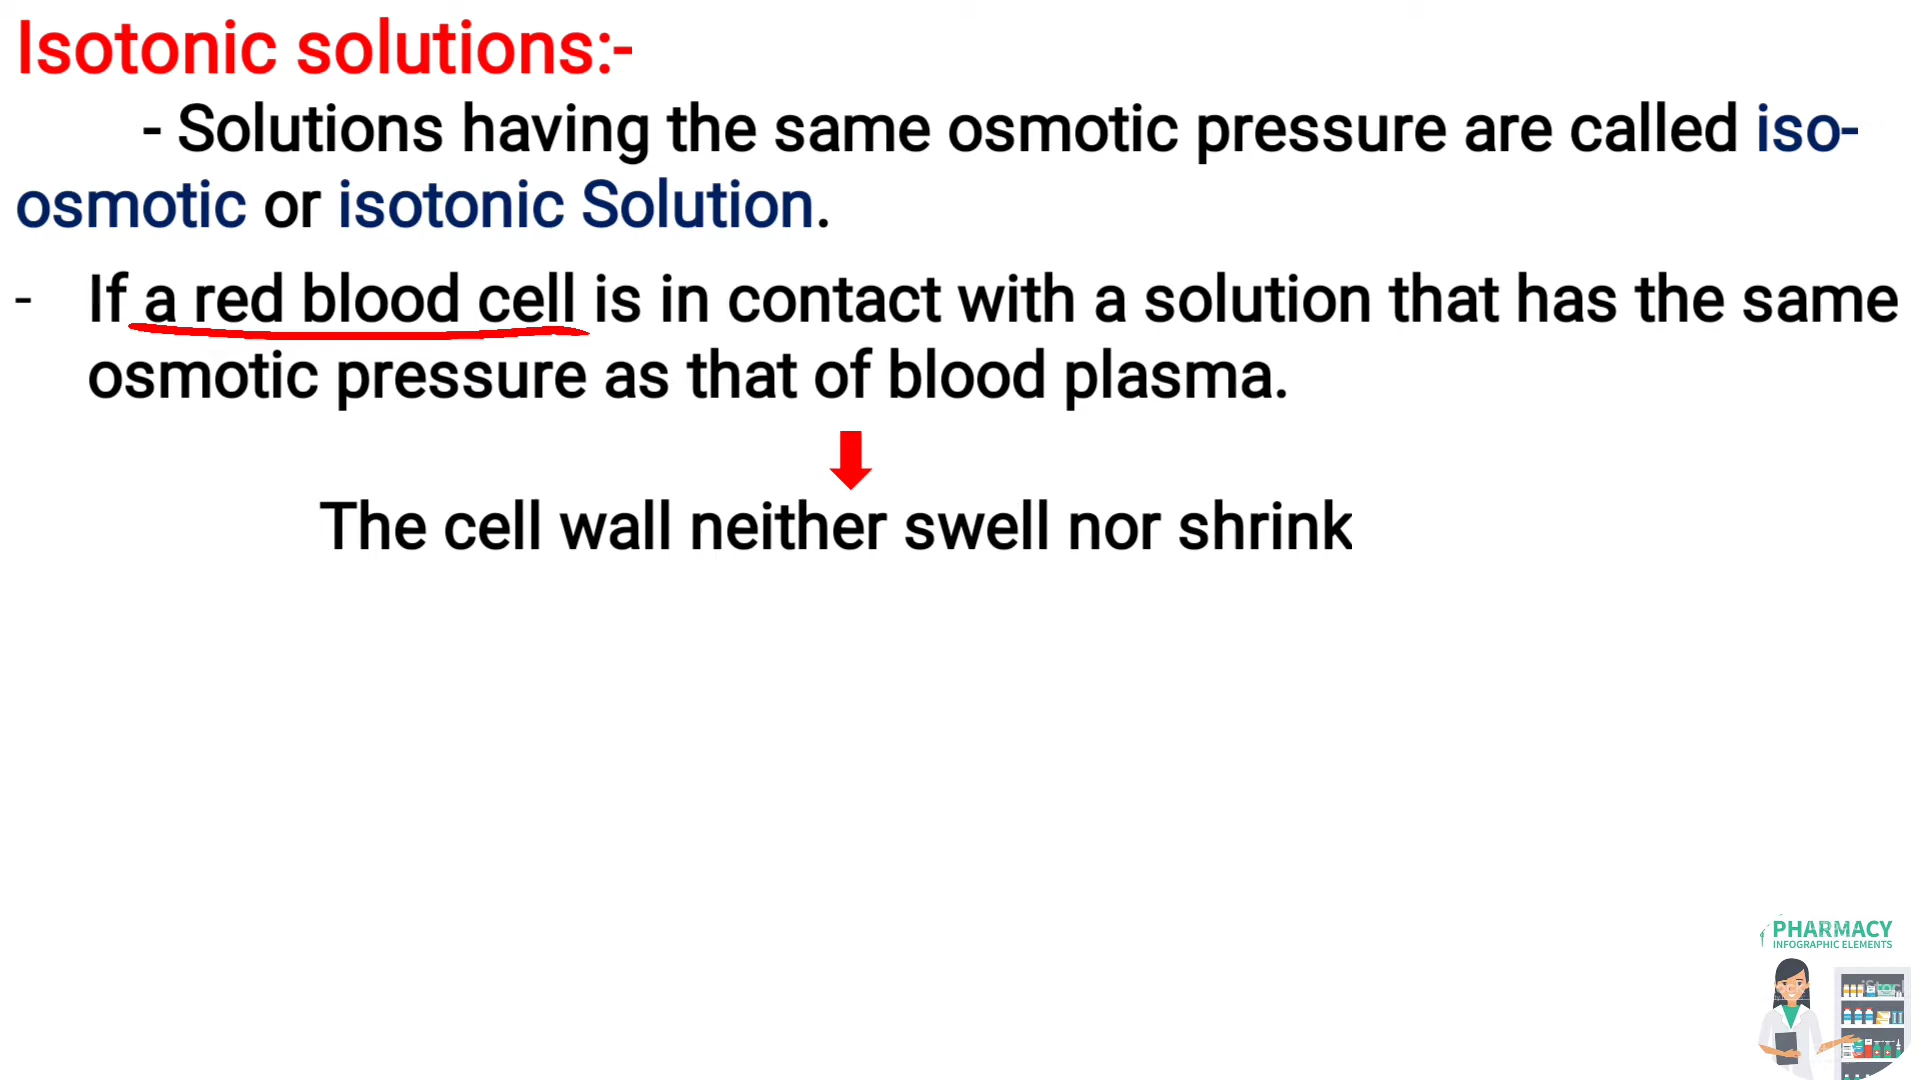 Isotonic solutions:-
- Solutions having the same osmotic pressure are called iso-
osmotic or isotonic Solution.
- If a red blood cell is in contact with a solution that has the same
osmotic pressure as that of blood plasma.
The cell wall neither swell nor shrink
PHARMACY
INFOGRAPHIC ELEMENTS